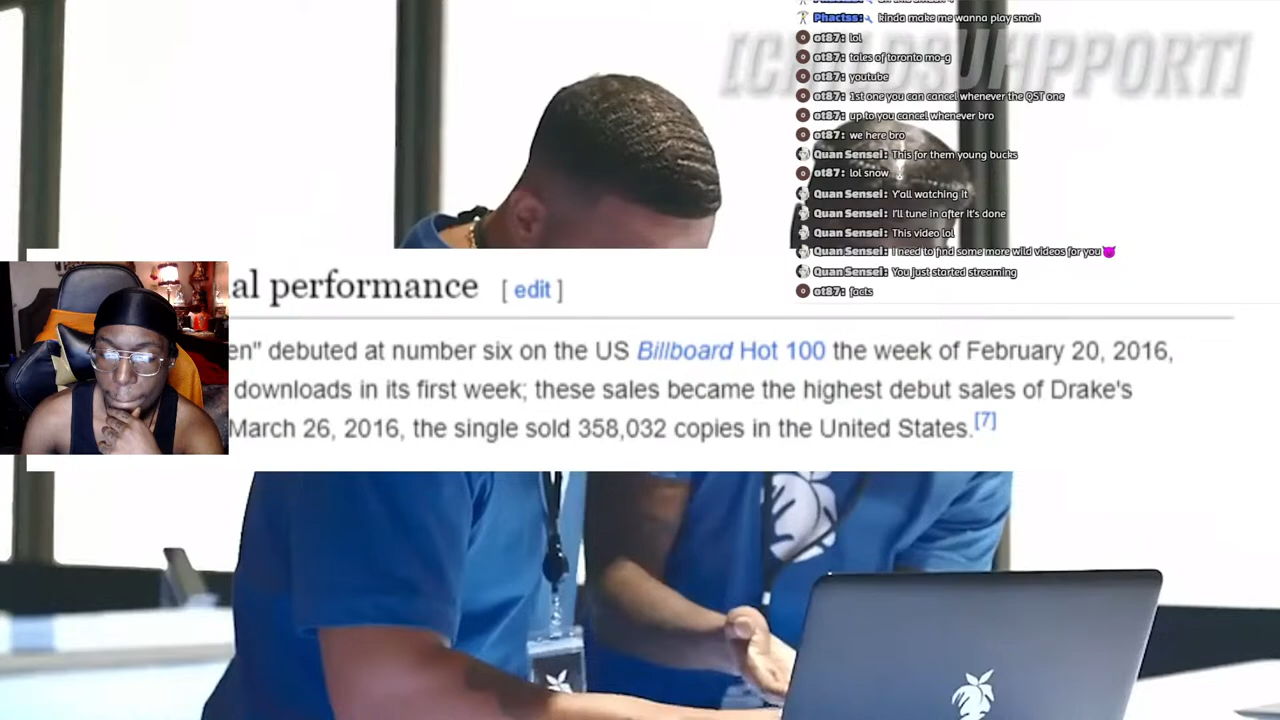 [CHILDSUHPPORT]
Phactss: kinda make me wanna play smah
ot87: lol
ot87: tales of toronto mo-g
ot87: youtube
ot87: 1st one you can cancel whenever the QST one
ot87: up to you cancel whenever bro
ot87: we here bro
Quan Sensei: This for them young bucks
ot87: lol snow
Quan Sensei: Y'all watching it
Quan Sensei: I'll tune in after it's done
Quan Sensei: This video lol
Quan Sensei: I need to find some more wild videos for you😈
Quan Sensei: You just started streaming
ot87: facts
al performance [ edit ]
en" debuted at number six on the US Billboard Hot 100 the week of February 20, 2016,
downloads in its first week; these sales became the highest debut sales of Drake's
March 26, 2016, the single sold 358,032 copies in the United States.[7]